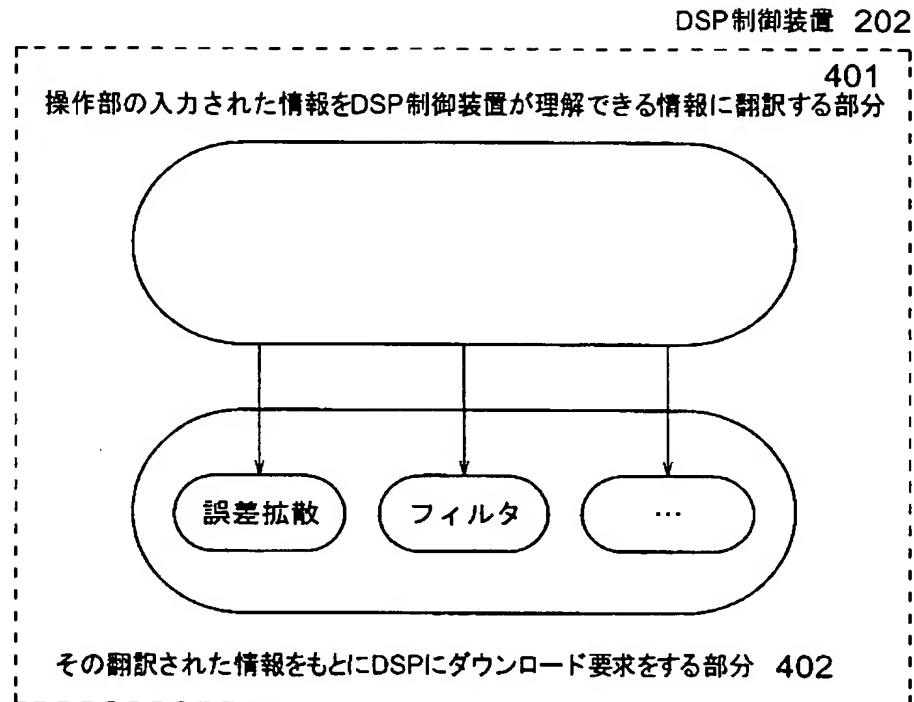 DSP制御装置 202
401
操作部の入力された情報をDSP制御装置が理解できる情報に翻訳する部分
誤差拡散
フィルタ
…
その翻訳された情報をもとにDSPにダウンロード要求をする部分 402